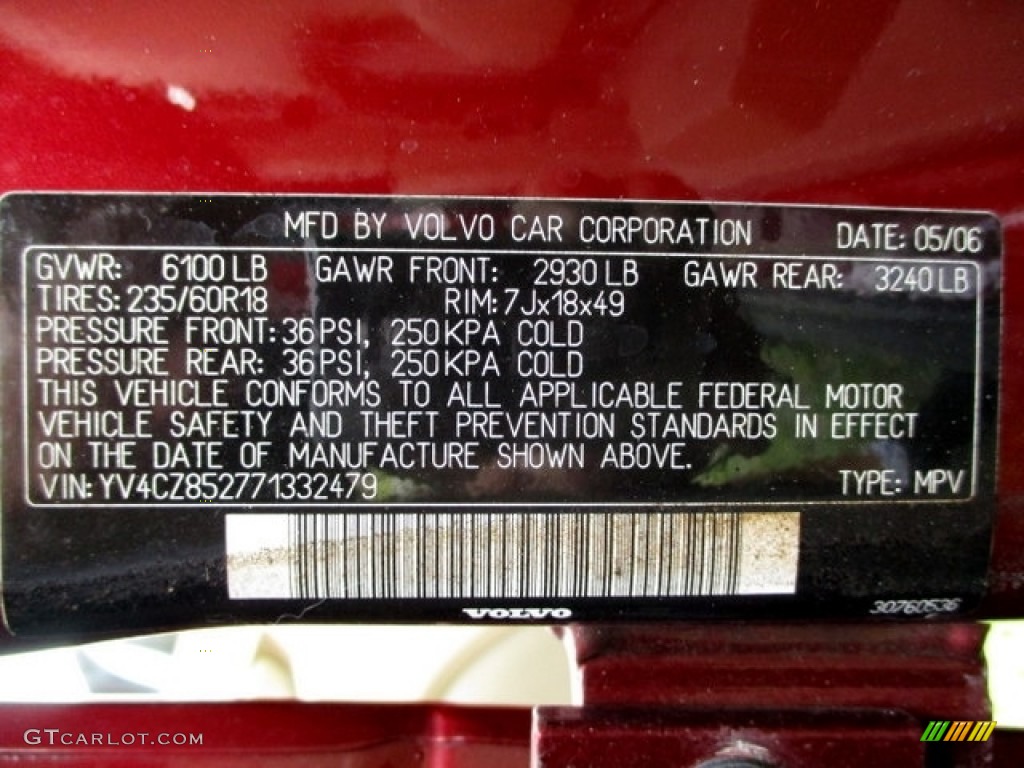 MFD BY VOLVO CAR CORPORATION DATE: 05/06
GVWR: 6100 LB GAWR FRONT: 2930 LB GAWR REAR: 3240 LB
TIRES: 235/60R18 RIM: 7Jx18x49
PRESSURE FRONT: 36 PSI, 250 KPA COLD
PRESSURE REAR: 36 PSI, 250 KPA COLD
THIS VEHICLE CONFORMS TO ALL APPLICABLE FEDERAL MOTOR
VEHICLE SAFETY AND THEFT PREVENTION STANDARDS IN EFFECT
ON THE DATE OF MANUFACTURE SHOWN ABOVE.
VIN: YV4CZ852771332479 TYPE: MPV
VOLVO 30760536
GTCARLOT.COM